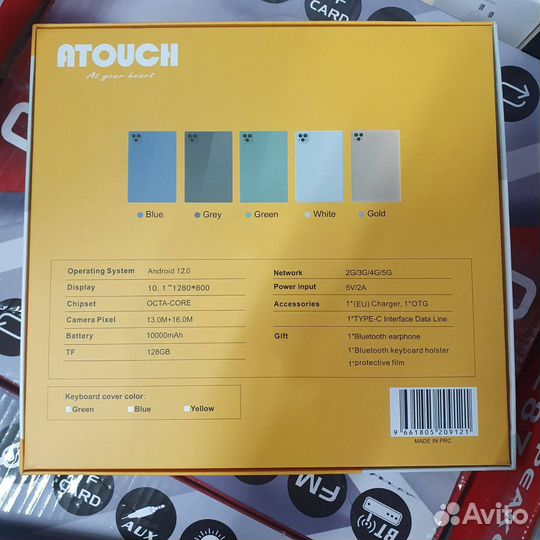 CARD
ATOUCH
At your heart
Blue
Grey
Green
White
Gold
Operating System Android 12.0
Display 10. 1"1280*800
Chipset OCTA-CORE
Camera Pixel 13.0M+16.0M
Battery 10000mAh
TF 128GB
Network 2G/3G/4G/5G
Power input 5V/2A
Accessories 1*(EU) Charger, 1*OTG
1*TYPE-C Interface Data Line
Gift 1*Bluetooth earphone
1*Bluetooth keyboard holster
1*protective film
Keyboard cover color:
Green Blue Yellow
9 661805 209121
MADE IN PRC
CARD
AUX
FM
BT
Avito